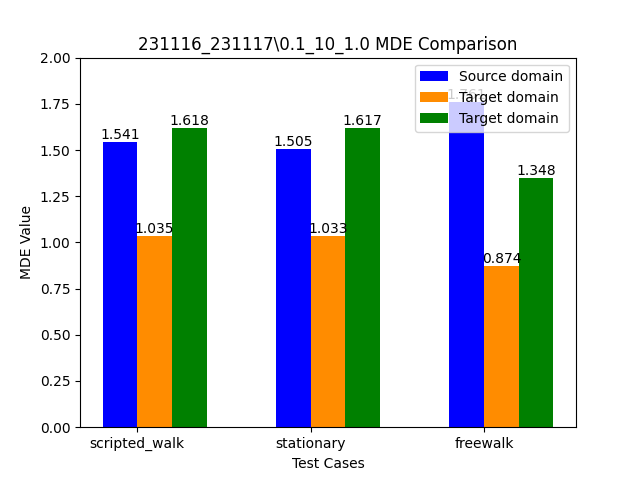 231116_231117\0.1_10_1.0 MDE Comparison
MDE Value
2.00
1.75
1.50
1.25
1.00
0.75
0.50
0.25
0.00
Source domain
Target domain
Target domain
1.541
1.035
1.618
1.505
1.033
1.617
1.761
0.874
1.348
scripted_walk
stationary
freewalk
Test Cases